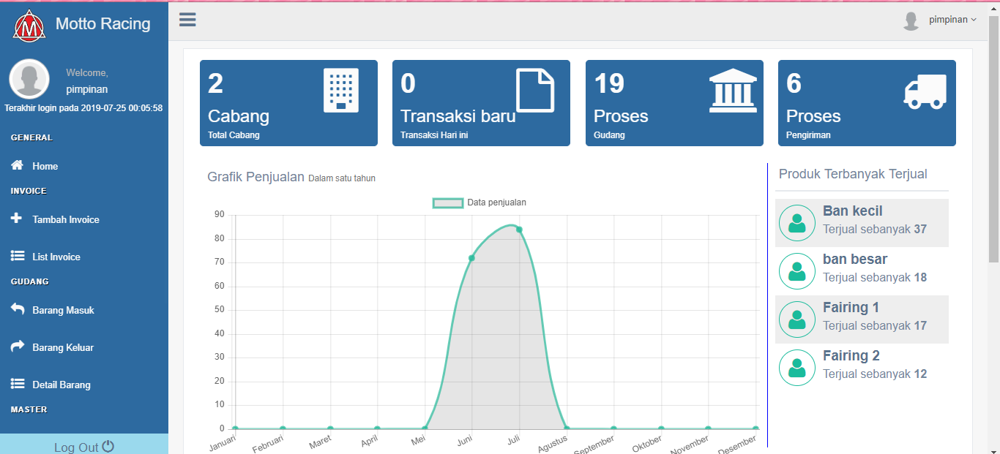 Motto Racing
Welcome,
pimpinan
Terakhir login pada 2019-07-25 00:05:58
GENERAL
Home
INVOICE
Tambah Invoice
List Invoice
GUDANG
Barang Masuk
Barang Keluar
Detail Barang
MASTER
Log Out
pimpinan
2
Cabang
Total Cabang
0
Transaksi baru
Transaksi Hari ini
19
Proses
Gudang
6
Proses
Pengiriman
Grafik Penjualan Dalam satu tahun
Data penjualan
90
80
70
60
50
40
30
20
10
0
Januari
Februari
Maret
April
Mei
Juni
Juli
Agustus
September
Oktober
November
Desember
Produk Terbanyak Terjual
Ban kecil
Terjual sebanyak 37
ban besar
Terjual sebanyak 18
Fairing 1
Terjual sebanyak 17
Fairing 2
Terjual sebanyak 12